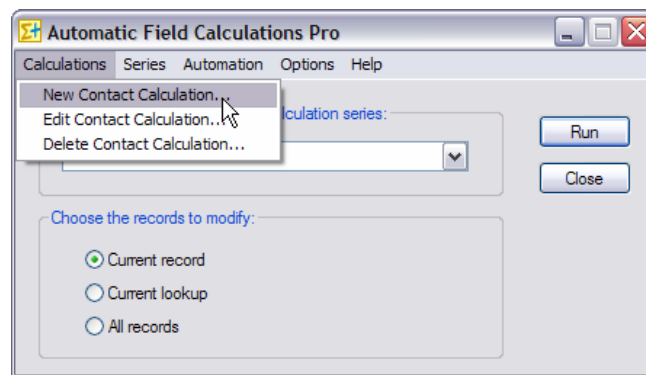 Automatic Field Calculations Pro
Calculations Series Automation Options Help
New Contact Calculation...
Edit Contact Calculation...
Delete Contact Calculation...
series:
Run
Close
Choose the records to modify:
Current record
Current lookup
All records